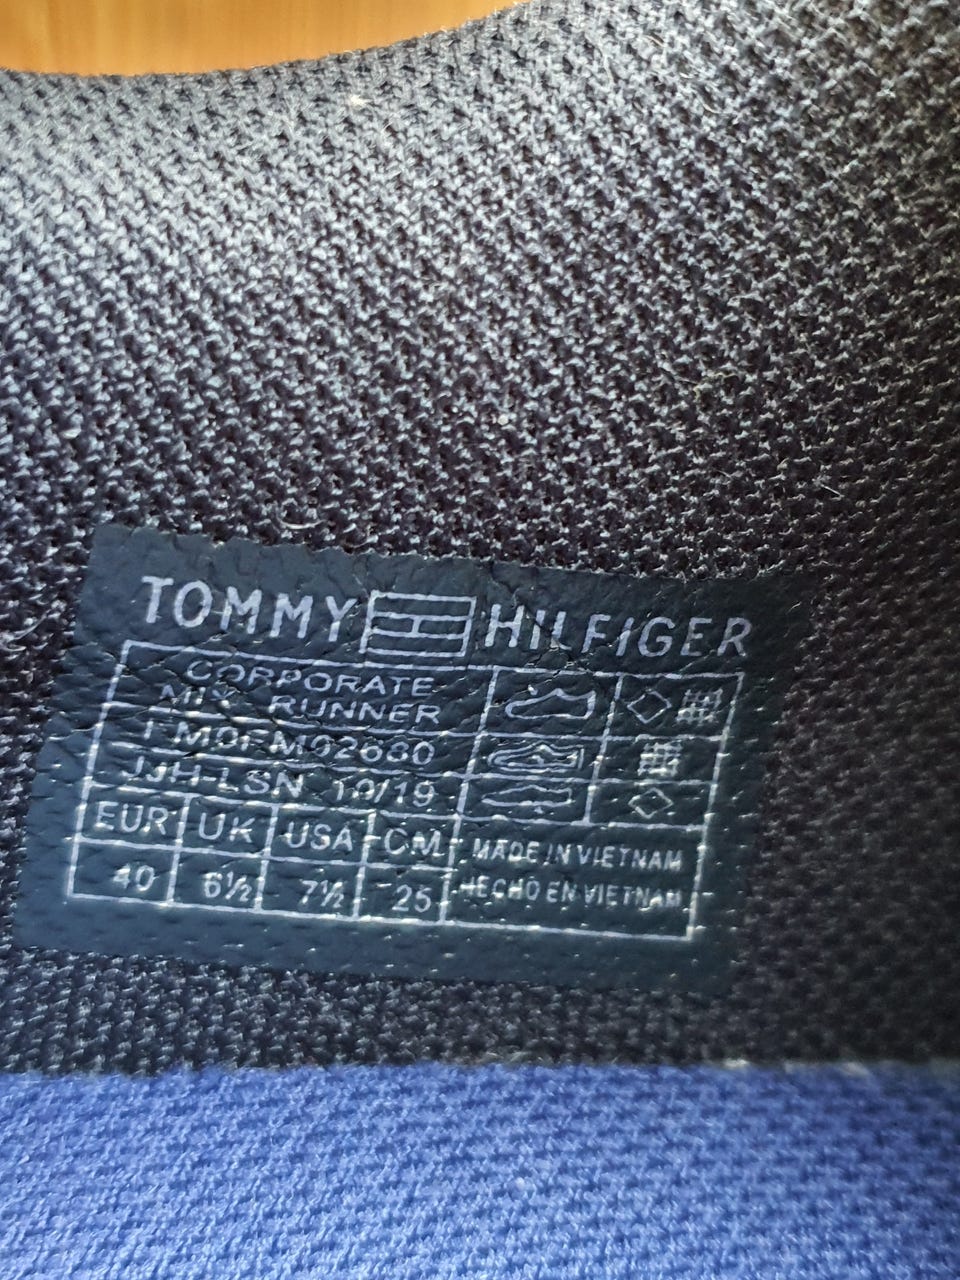 TOMMY HILFIGER
CORPORATE
MIX RUNNER
FM0FM02680
JJH-LSN 10/19
EUR UK USA CM
40 6½ 7½ 25
MADE IN VIETNAM
HECHO EN VIETNAM